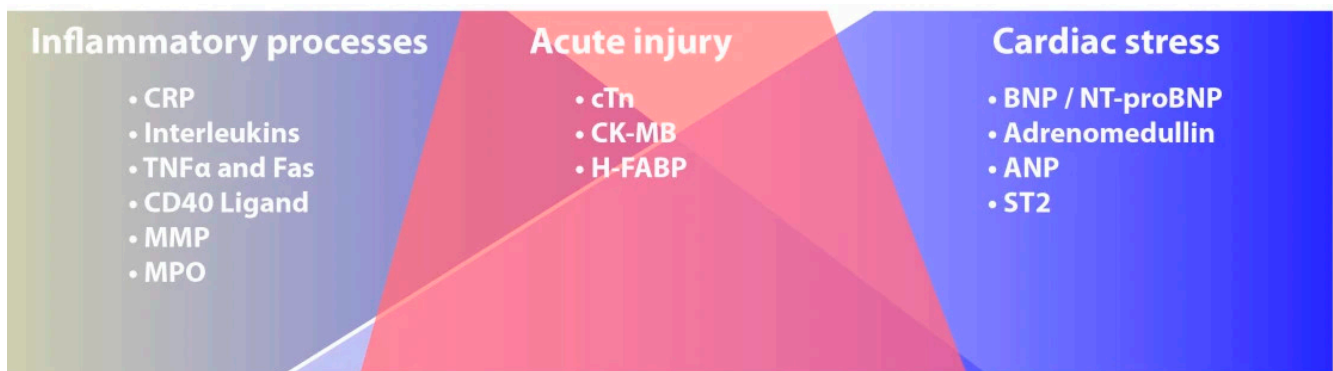 Inflammatory processes
• CRP
• Interleukins
• TNFα and Fas
• CD40 Ligand
• MMP
• MPO
Acute injury
• cTn
• CK-MB
• H-FABP
Cardiac stress
• BNP / NT-proBNP
• Adrenomedullin
• ANP
• ST2